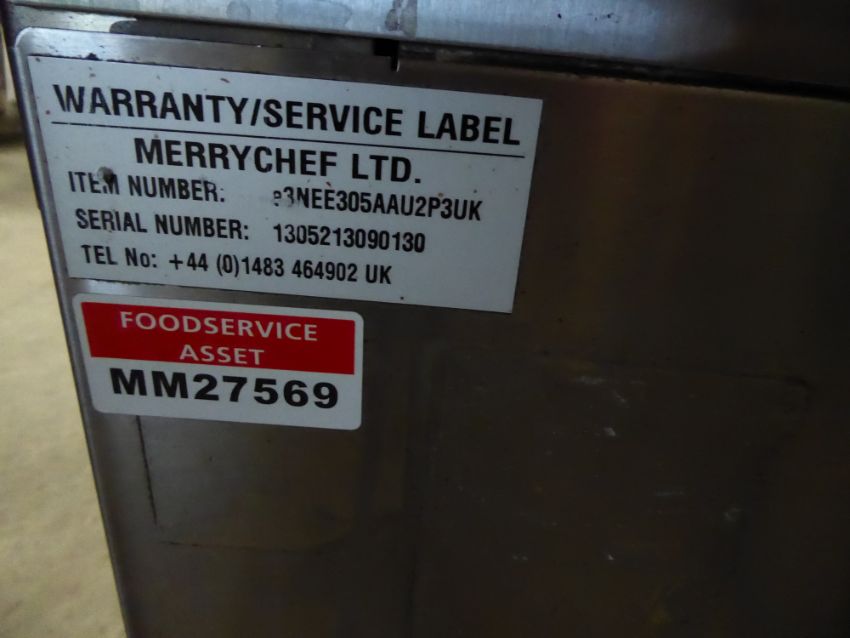 WARRANTY/SERVICE LABEL
MERRYCHEF LTD.
ITEM NUMBER: e3NEE305AAU2P3UK
SERIAL NUMBER: 1305213090130
TEL No: +44 (0)1483 464902 UK
FOODSERVICE
ASSET
MM27569